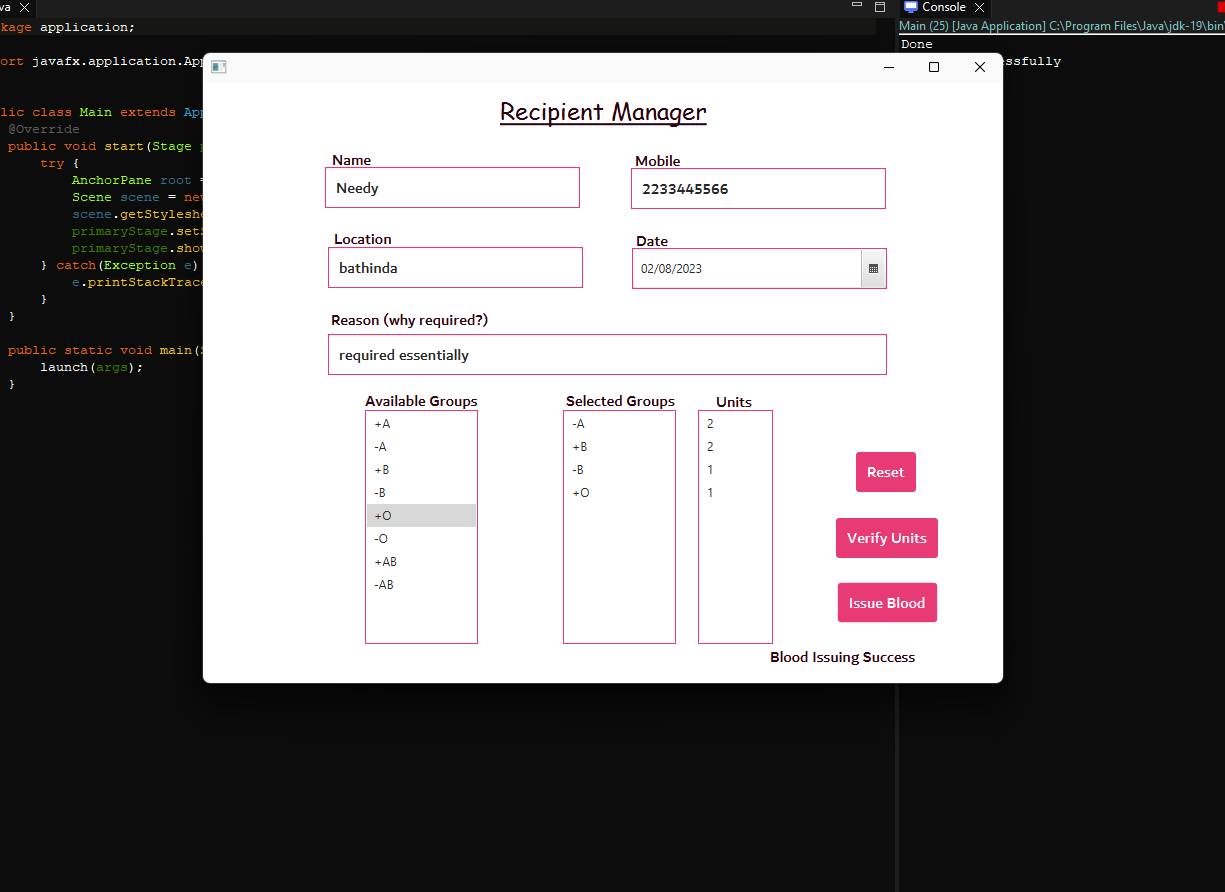 va
Console
kage application;
Main (25) [Java Application] C:\Program Files\Java\jdk-19\bin\
Done
ort javafx.application.App
ssfully
lic class Main extends App
@Override
public void start(Stage p
try {
AnchorPane root =
Scene scene = new
scene.getStyleshe
primaryStage.setS
primaryStage.show
} catch(Exception e)
e.printStackTrace
}
}
public static void main(S
launch(args);
}
Recipient Manager
Name
Mobile
Needy
2233445566
Location
Date
bathinda
02/08/2023
Reason (why required?)
required essentially
Available Groups
Selected Groups
Units
+A
-A
+B
-B
+O
-O
+AB
-AB
-A
+B
-B
+O
2
2
1
1
Reset
Verify Units
Issue Blood
Blood Issuing Success